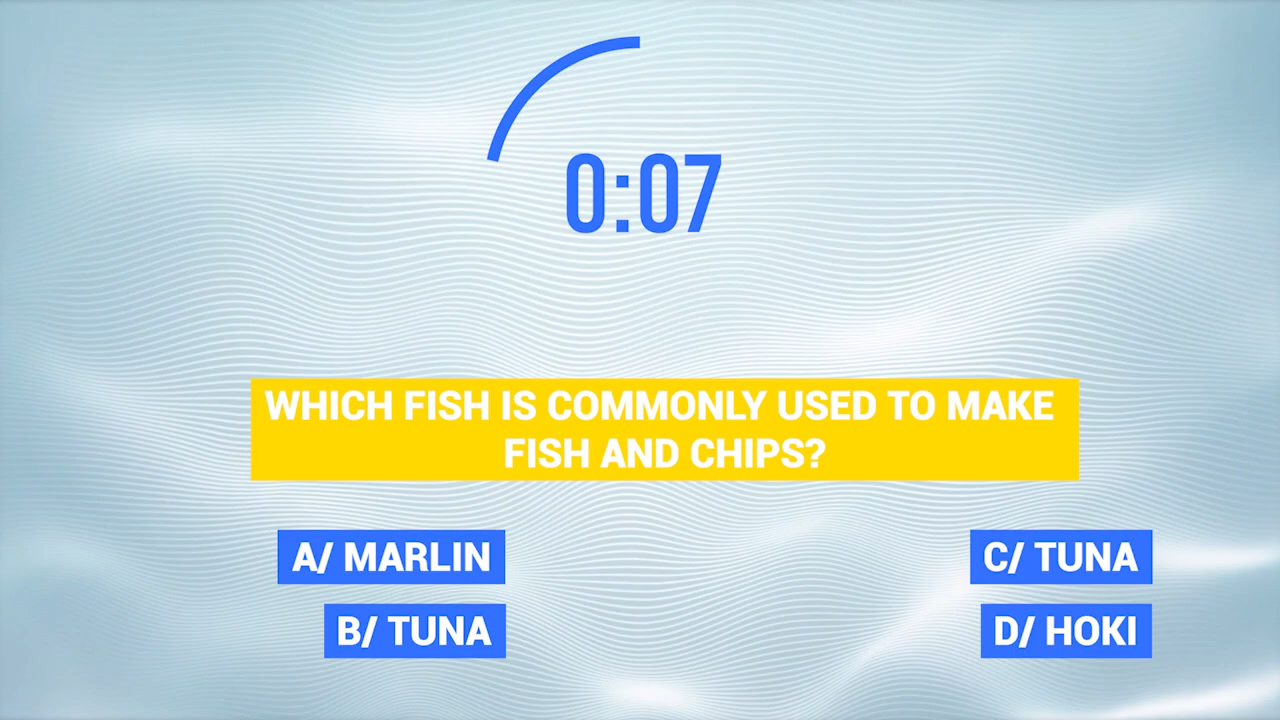 0:07
WHICH FISH IS COMMONLY USED TO MAKE
FISH AND CHIPS?
A/ MARLIN
B/ TUNA
C/ TUNA
D/ HOKI